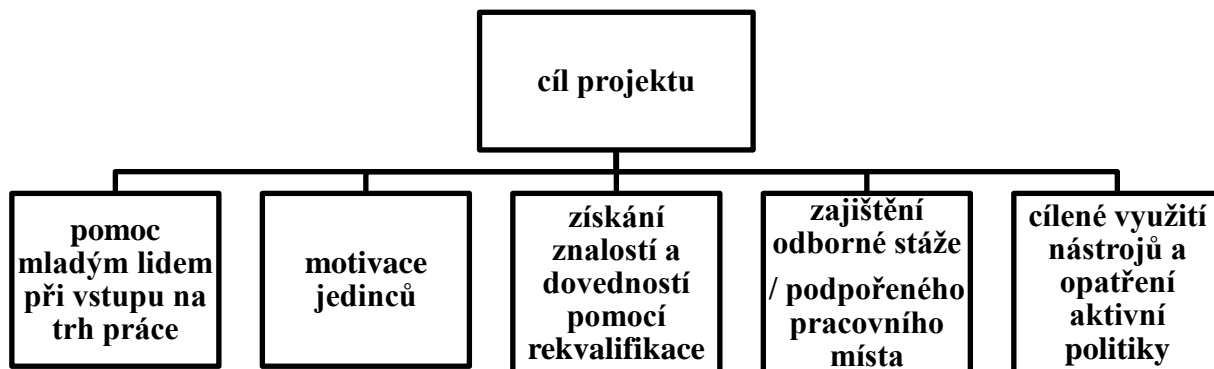 cíl projektu
pomoc
mladým lidem
při vstupu na
trh práce
motivace
jedinců
získání
znalostí a
dovedností
pomocí
rekvalifikace
zajištění
odborné stáže
/ podpořeného
pracovního
místa
cílené využití
nástrojů a
opatření
aktivní
politiky